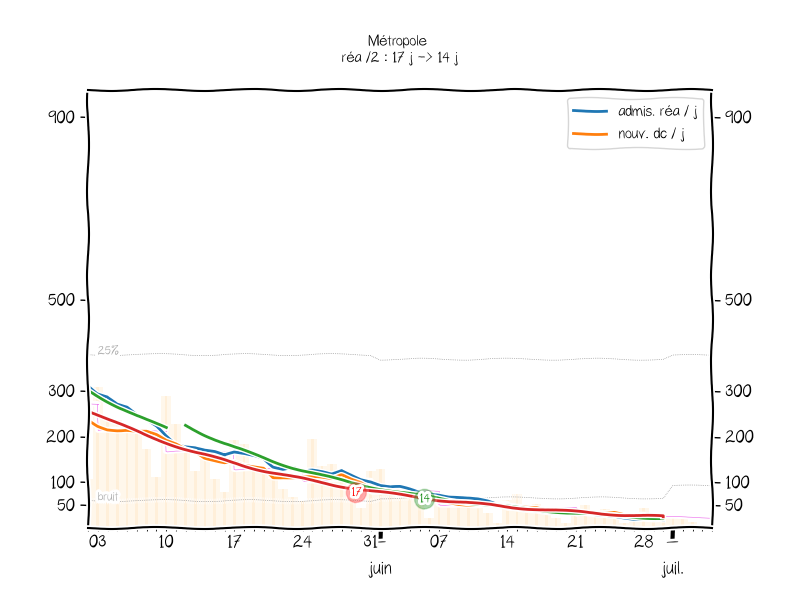 Métropole
réa /2 : 17 j -> 14 j
admis. réa / j
nouv. dc / j
900
900
500
500
25%
300
300
200
200
100
100
bruit
50
50
17
14
03 10 17 24 31 07 14 21 28
juin juil.